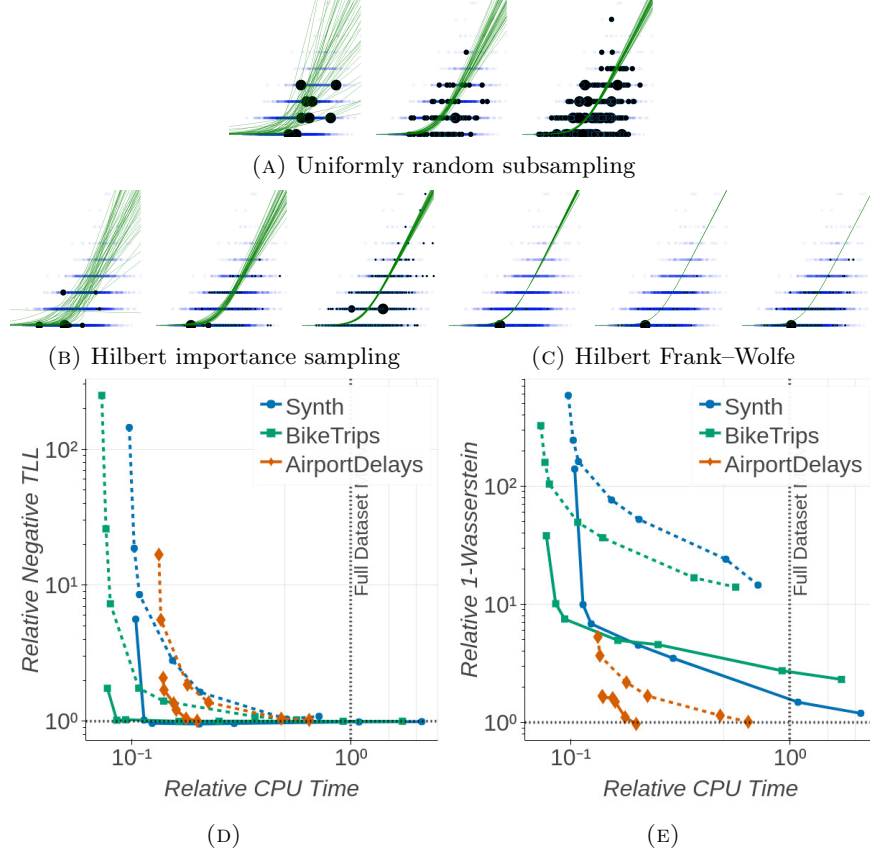 (A) Uniformly random subsampling
(B) Hilbert importance sampling
(C) Hilbert Frank–Wolfe
Relative Negative TLL
10²
10¹
10⁰
Synth
BikeTrips
AirportDelays
Full Dataset
10⁻¹
10⁰
Relative CPU Time
(D)
Relative 1-Wasserstein
10²
10¹
10⁰
Synth
BikeTrips
AirportDelays
Full Dataset
10⁻¹
10⁰
Relative CPU Time
(E)